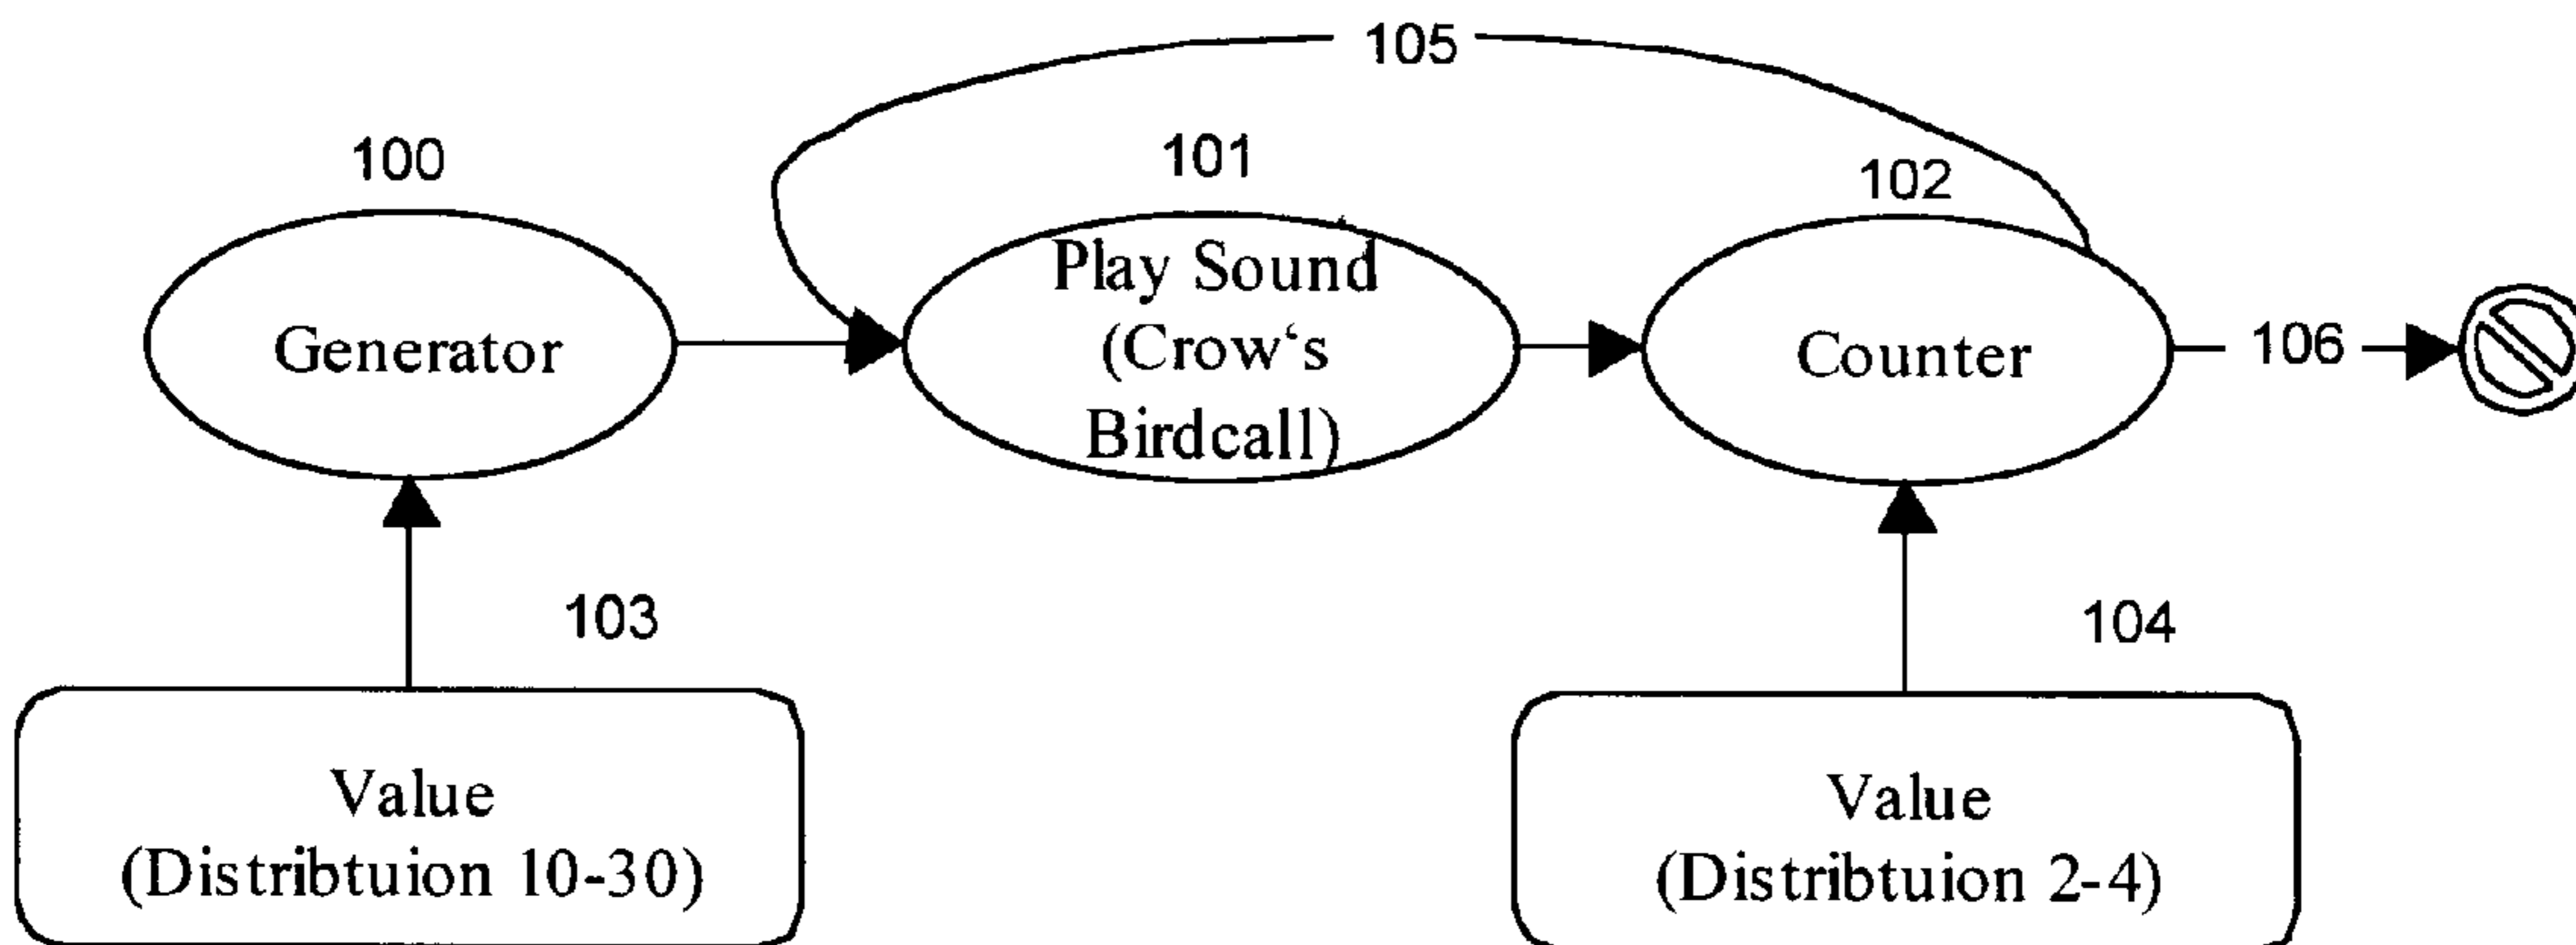 105
100
101
102
Generator
Play Sound
(Crow‘s
Birdcall)
Counter
106
103
104
Value
(Distribtuion 10-30)
Value
(Distribtuion 2-4)